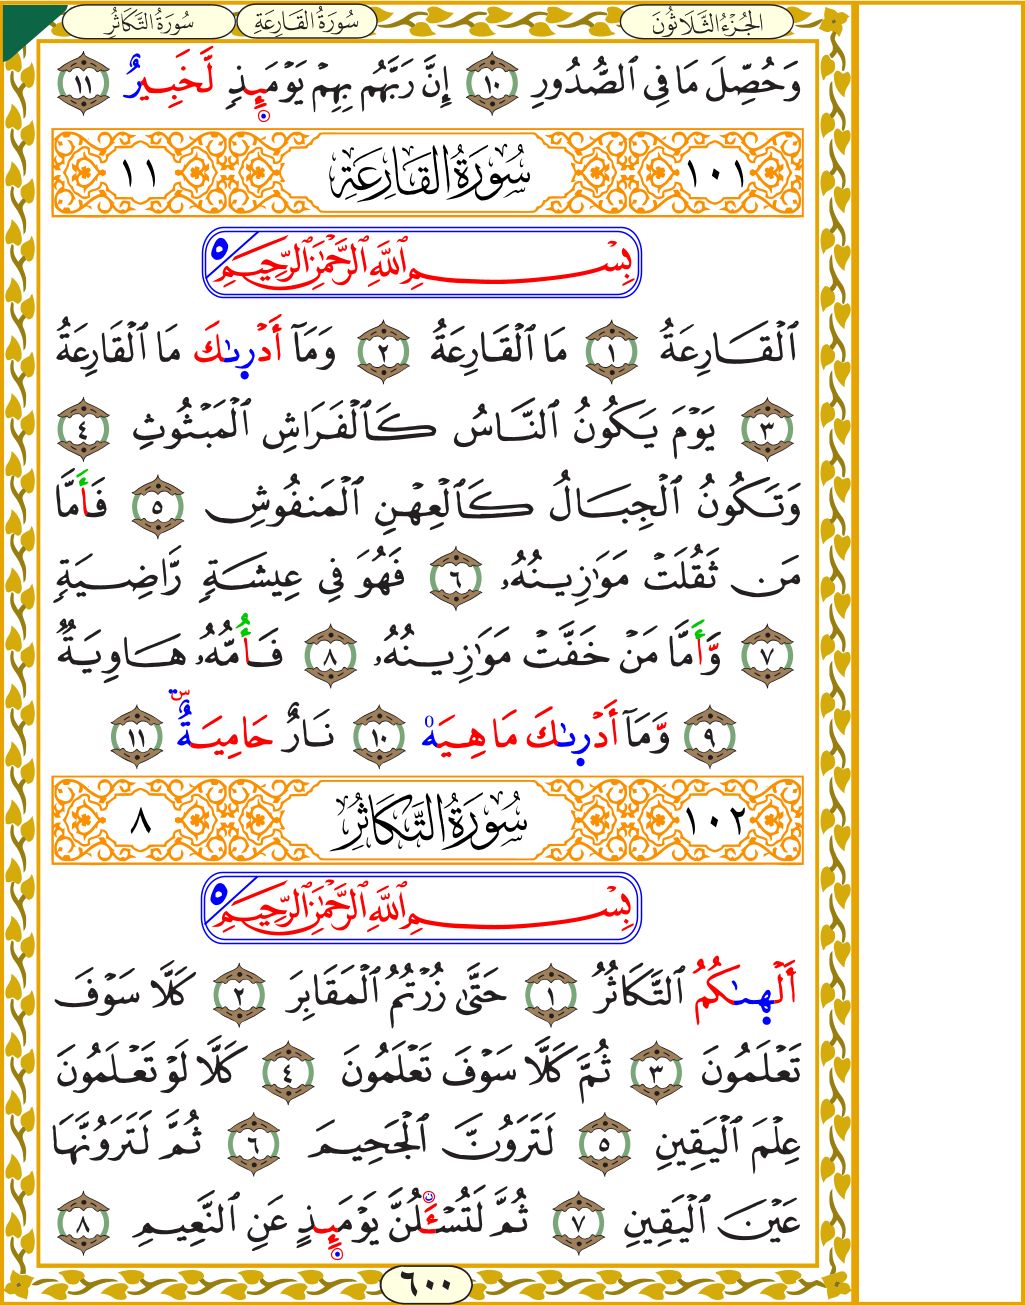 الجُزْءُ الثَّلَاثُونَ سُورَةُ القَارِعَةِ سُورَةُ التَّكَاثُرِ
وَحُصِّلَ مَا فِي ٱلصُّدُورِ ١٠ إِنَّ رَبَّهُم بِهِمۡ يَوۡمَئِذٖ لَّخَبِيرُۢ ١١
١٠١ سُورَةُ القَارِعَةِ ١١
بِسۡمِ ٱللَّهِ ٱلرَّحۡمَٰنِ ٱلرَّحِيمِ ٥
ٱلۡقَارِعَةُ ١ مَا ٱلۡقَارِعَةُ ٢ وَمَآ أَدۡرىٰكَ مَا ٱلۡقَارِعَةُ
٣ يَوۡمَ يَكُونُ ٱلنَّاسُ كَٱلۡفَرَاشِ ٱلۡمَبۡثُوثِ ٤
وَتَكُونُ ٱلۡجِبَالُ كَٱلۡعِهۡنِ ٱلۡمَنفُوشِ ٥ فَأَمَّا
مَن ثَقُلَتۡ مَوَٰزِينُهُۥ ٦ فَهُوَ فِي عِيشَةٖ رَّاضِيَةٖ
٧ وَّأَمَّا مَنۡ خَفَّتۡ مَوَٰزِينُهُۥ ٨ فَأُمُّهُۥ هَاوِيَةٞ
٩ وَّمَآ أَدۡرىٰكَ مَا هِيَهۡ ١٠ نَارٌ حَامِيَةُۢ ١١
١٠٢ سُورَةُ التَّكَاثُرِ ٨
بِسۡمِ ٱللَّهِ ٱلرَّحۡمَٰنِ ٱلرَّحِيمِ ٥
أَلۡهىٰكُمُ ٱلتَّكَاثُرُ ١ حَتَّىٰ زُرۡتُمُ ٱلۡمَقَابِرَ ٢ كَلَّا سَوۡفَ
تَعۡلَمُونَ ٣ ثُمَّ كَلَّا سَوۡفَ تَعۡلَمُونَ ٤ كَلَّا لَوۡ تَعۡلَمُونَ
عِلۡمَ ٱلۡيَقِينِ ٥ لَتَرَوُنَّ ٱلۡجَحِيمَ ٦ ثُمَّ لَتَرَوُنَّهَا
عَيۡنَ ٱلۡيَقِينِ ٧ ثُمَّ لَتُسۡـَٔلُنَّ يَوۡمَئِذٍ عَنِ ٱلنَّعِيمِ ٨
٦٠٠